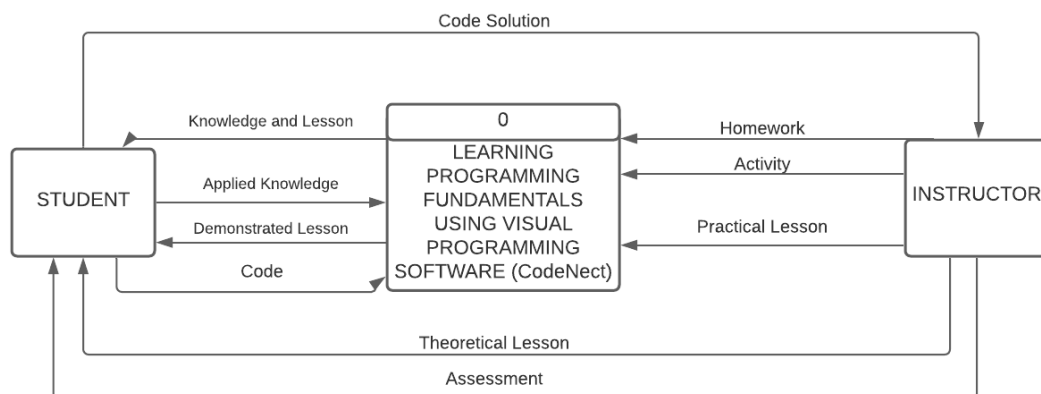 Code Solution
Knowledge and Lesson
0
Homework
LEARNING
PROGRAMMING
FUNDAMENTALS
USING VISUAL
PROGRAMMING
SOFTWARE (CodeNect)
Activity
STUDENT
Applied Knowledge
INSTRUCTOR
Demonstrated Lesson
Practical Lesson
Code
Theoretical Lesson
Assessment